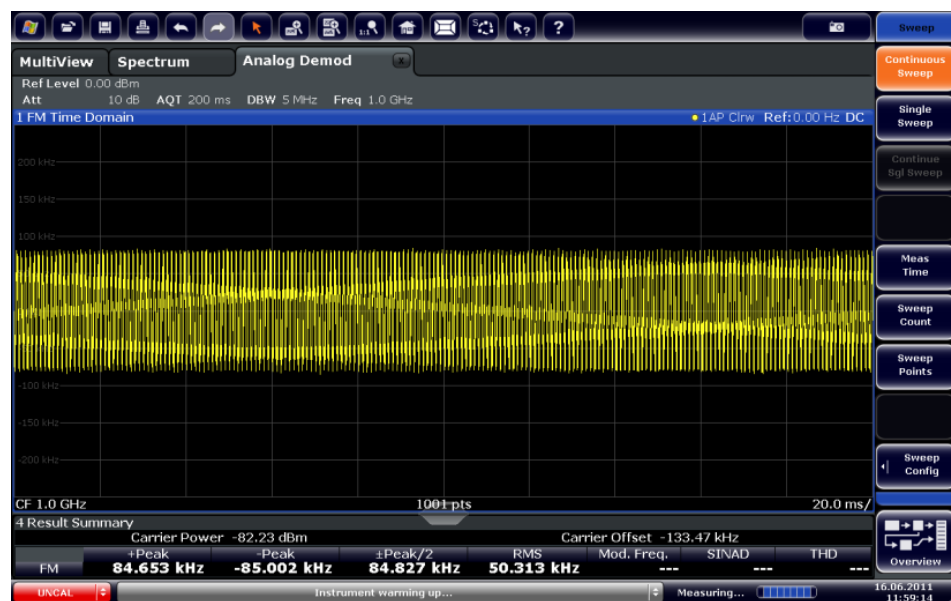 1:1
S
?
?
Sweep
MultiView
Spectrum
Analog Demod
x
Continuous
Sweep
Ref Level 0.00 dBm
Att 10 dB AQT 200 ms DBW 5 MHz Freq 1.0 GHz
1 FM Time Domain
1AP Clrw Ref:0.00 Hz DC
Single
Sweep
200 kHz
Continue
Sgl Sweep
150 kHz
100 kHz
Meas
Time
Sweep
Count
Sweep
Points
-100 kHz
-150 kHz
-200 kHz
Sweep
Config
CF 1.0 GHz 1001 pts 20.0 ms/
4 Result Summary
Carrier Power -82.23 dBm Carrier Offset -133.47 kHz
+Peak -Peak ±Peak/2 RMS Mod. Freq. SINAD THD
FM 84.653 kHz -85.002 kHz 84.827 kHz 50.313 kHz --- --- ---
Overview
UNCAL
Instrument warming up...
Measuring...
16.06.2011
11:59:14